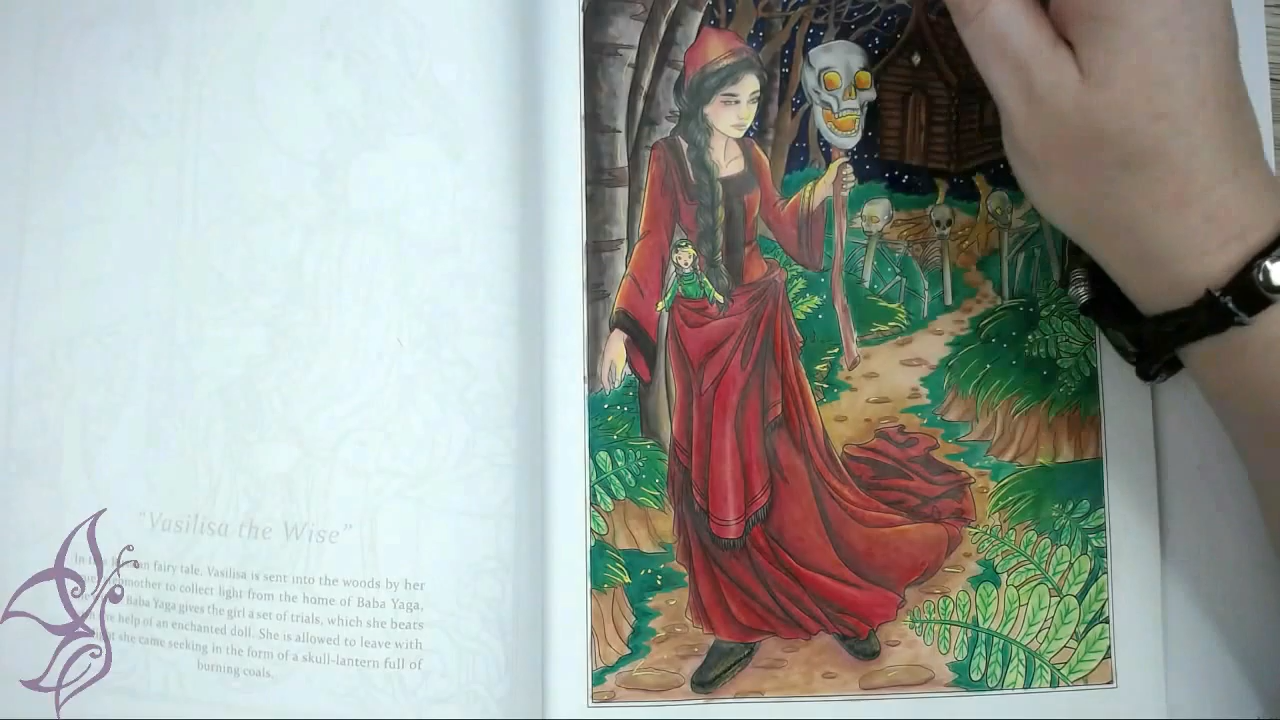 "Vasilisa the Wise"
In fairy tale. Vasilisa is sent into the woods by her
to collect light from the home of Baba Yaga,
Baba Yaga gives the girl a set of trials, which she beats
help of an enchanted doll. She is allowed to leave with
she came seeking in the form of a skull-lantern full of
burning coals.